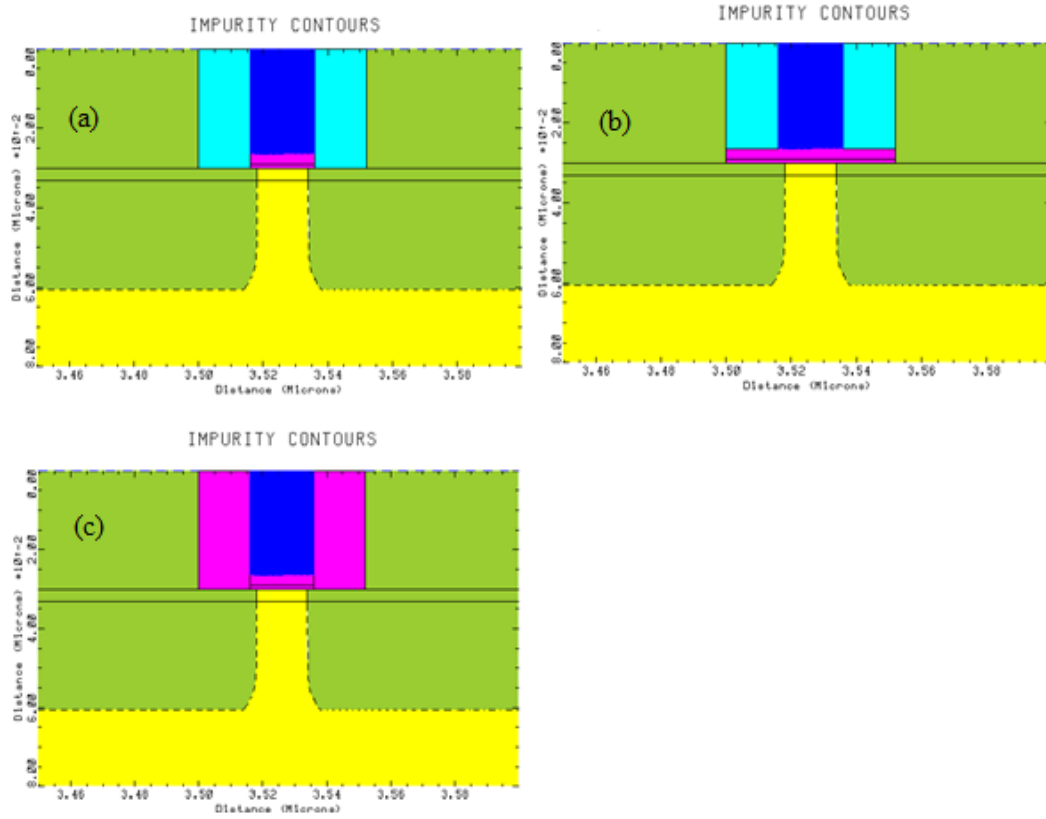 IMPURITY CONTOURS
(a)
0.00
2.00
4.00
6.00
8.00
Distance (Microns) *10↑-2
3.46 3.48 3.50 3.52 3.54 3.56 3.58
Distance (Microns)
IMPURITY CONTOURS
(b)
0.00
2.00
4.00
6.00
8.00
Distance (Microns) *10↑-2
3.46 3.48 3.50 3.52 3.54 3.56 3.58
Distance (Microns)
IMPURITY CONTOURS
(c)
0.00
2.00
4.00
6.00
8.00
Distance (Microns) *10↑-2
3.46 3.48 3.50 3.52 3.54 3.56 3.58
Distance (Microns)